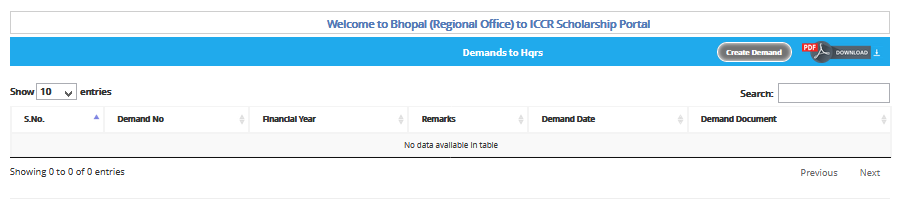 Welcome to Bhopal (Regional Office) to ICCR Scholarship Portal
Demands to Hqrs Create Demand PDF DOWNLOAD
Show 10 entries Search:
S.No. Demand No Financial Year Remarks Demand Date Demand Document
No data available in table
Showing 0 to 0 of 0 entries Previous Next